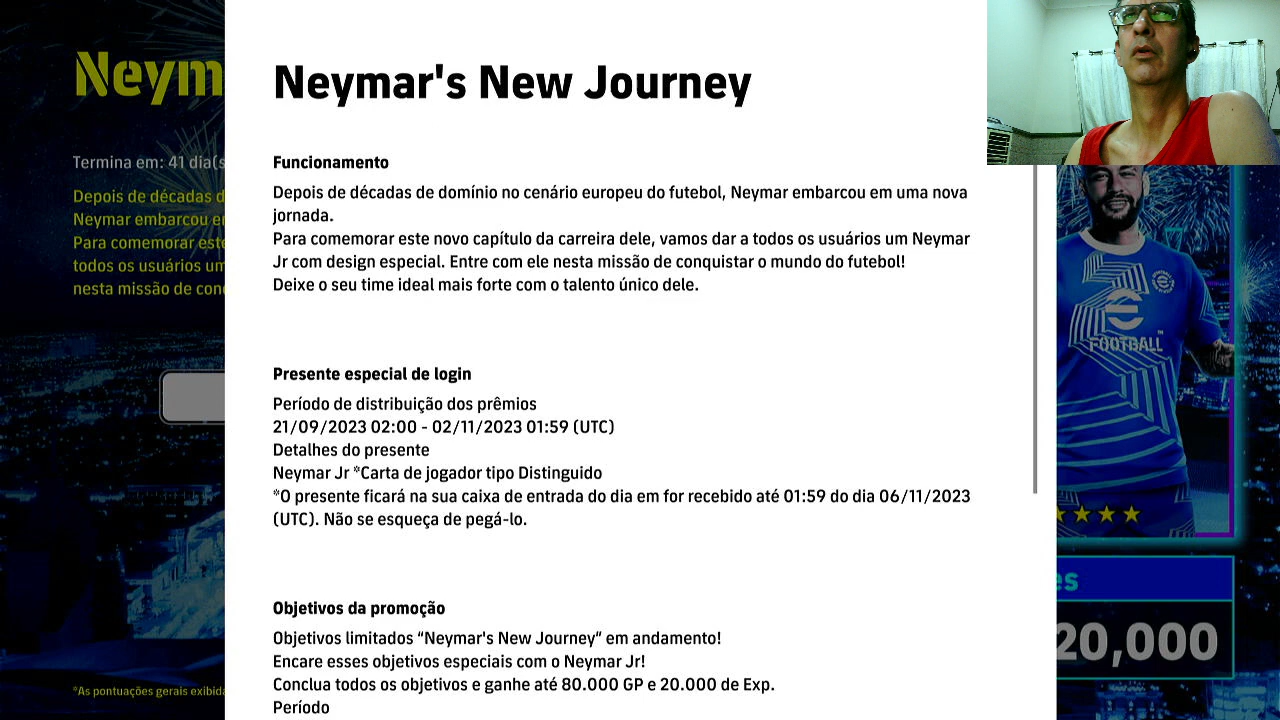 Neymar's New Journey
Neym
Termina em: 41 dia(s
Depois de décadas d
Neymar embarcou e
Para comemorar este
todos os usuários um
nesta missão de con
*As pontuações gerais exibida
Funcionamento
Depois de décadas de domínio no cenário europeu do futebol, Neymar embarcou em uma nova
jornada.
Para comemorar este novo capítulo da carreira dele, vamos dar a todos os usuários um Neymar
Jr com design especial. Entre com ele nesta missão de conquistar o mundo do futebol!
Deixe o seu time ideal mais forte com o talento único dele.
Presente especial de login
Período de distribuição dos prêmios
21/09/2023 02:00 - 02/11/2023 01:59 (UTC)
Detalhes do presente
Neymar Jr *Carta de jogador tipo Distinguido
*O presente ficará na sua caixa de entrada do dia em for recebido até 01:59 do dia 06/11/2023
(UTC). Não se esqueça de pegá-lo.
Objetivos da promoção
Objetivos limitados “Neymar's New Journey” em andamento!
Encare esses objetivos especiais com o Neymar Jr!
Conclua todos os objetivos e ganhe até 80.000 GP e 20.000 de Exp.
Período
FOOTBALL
es
20,000